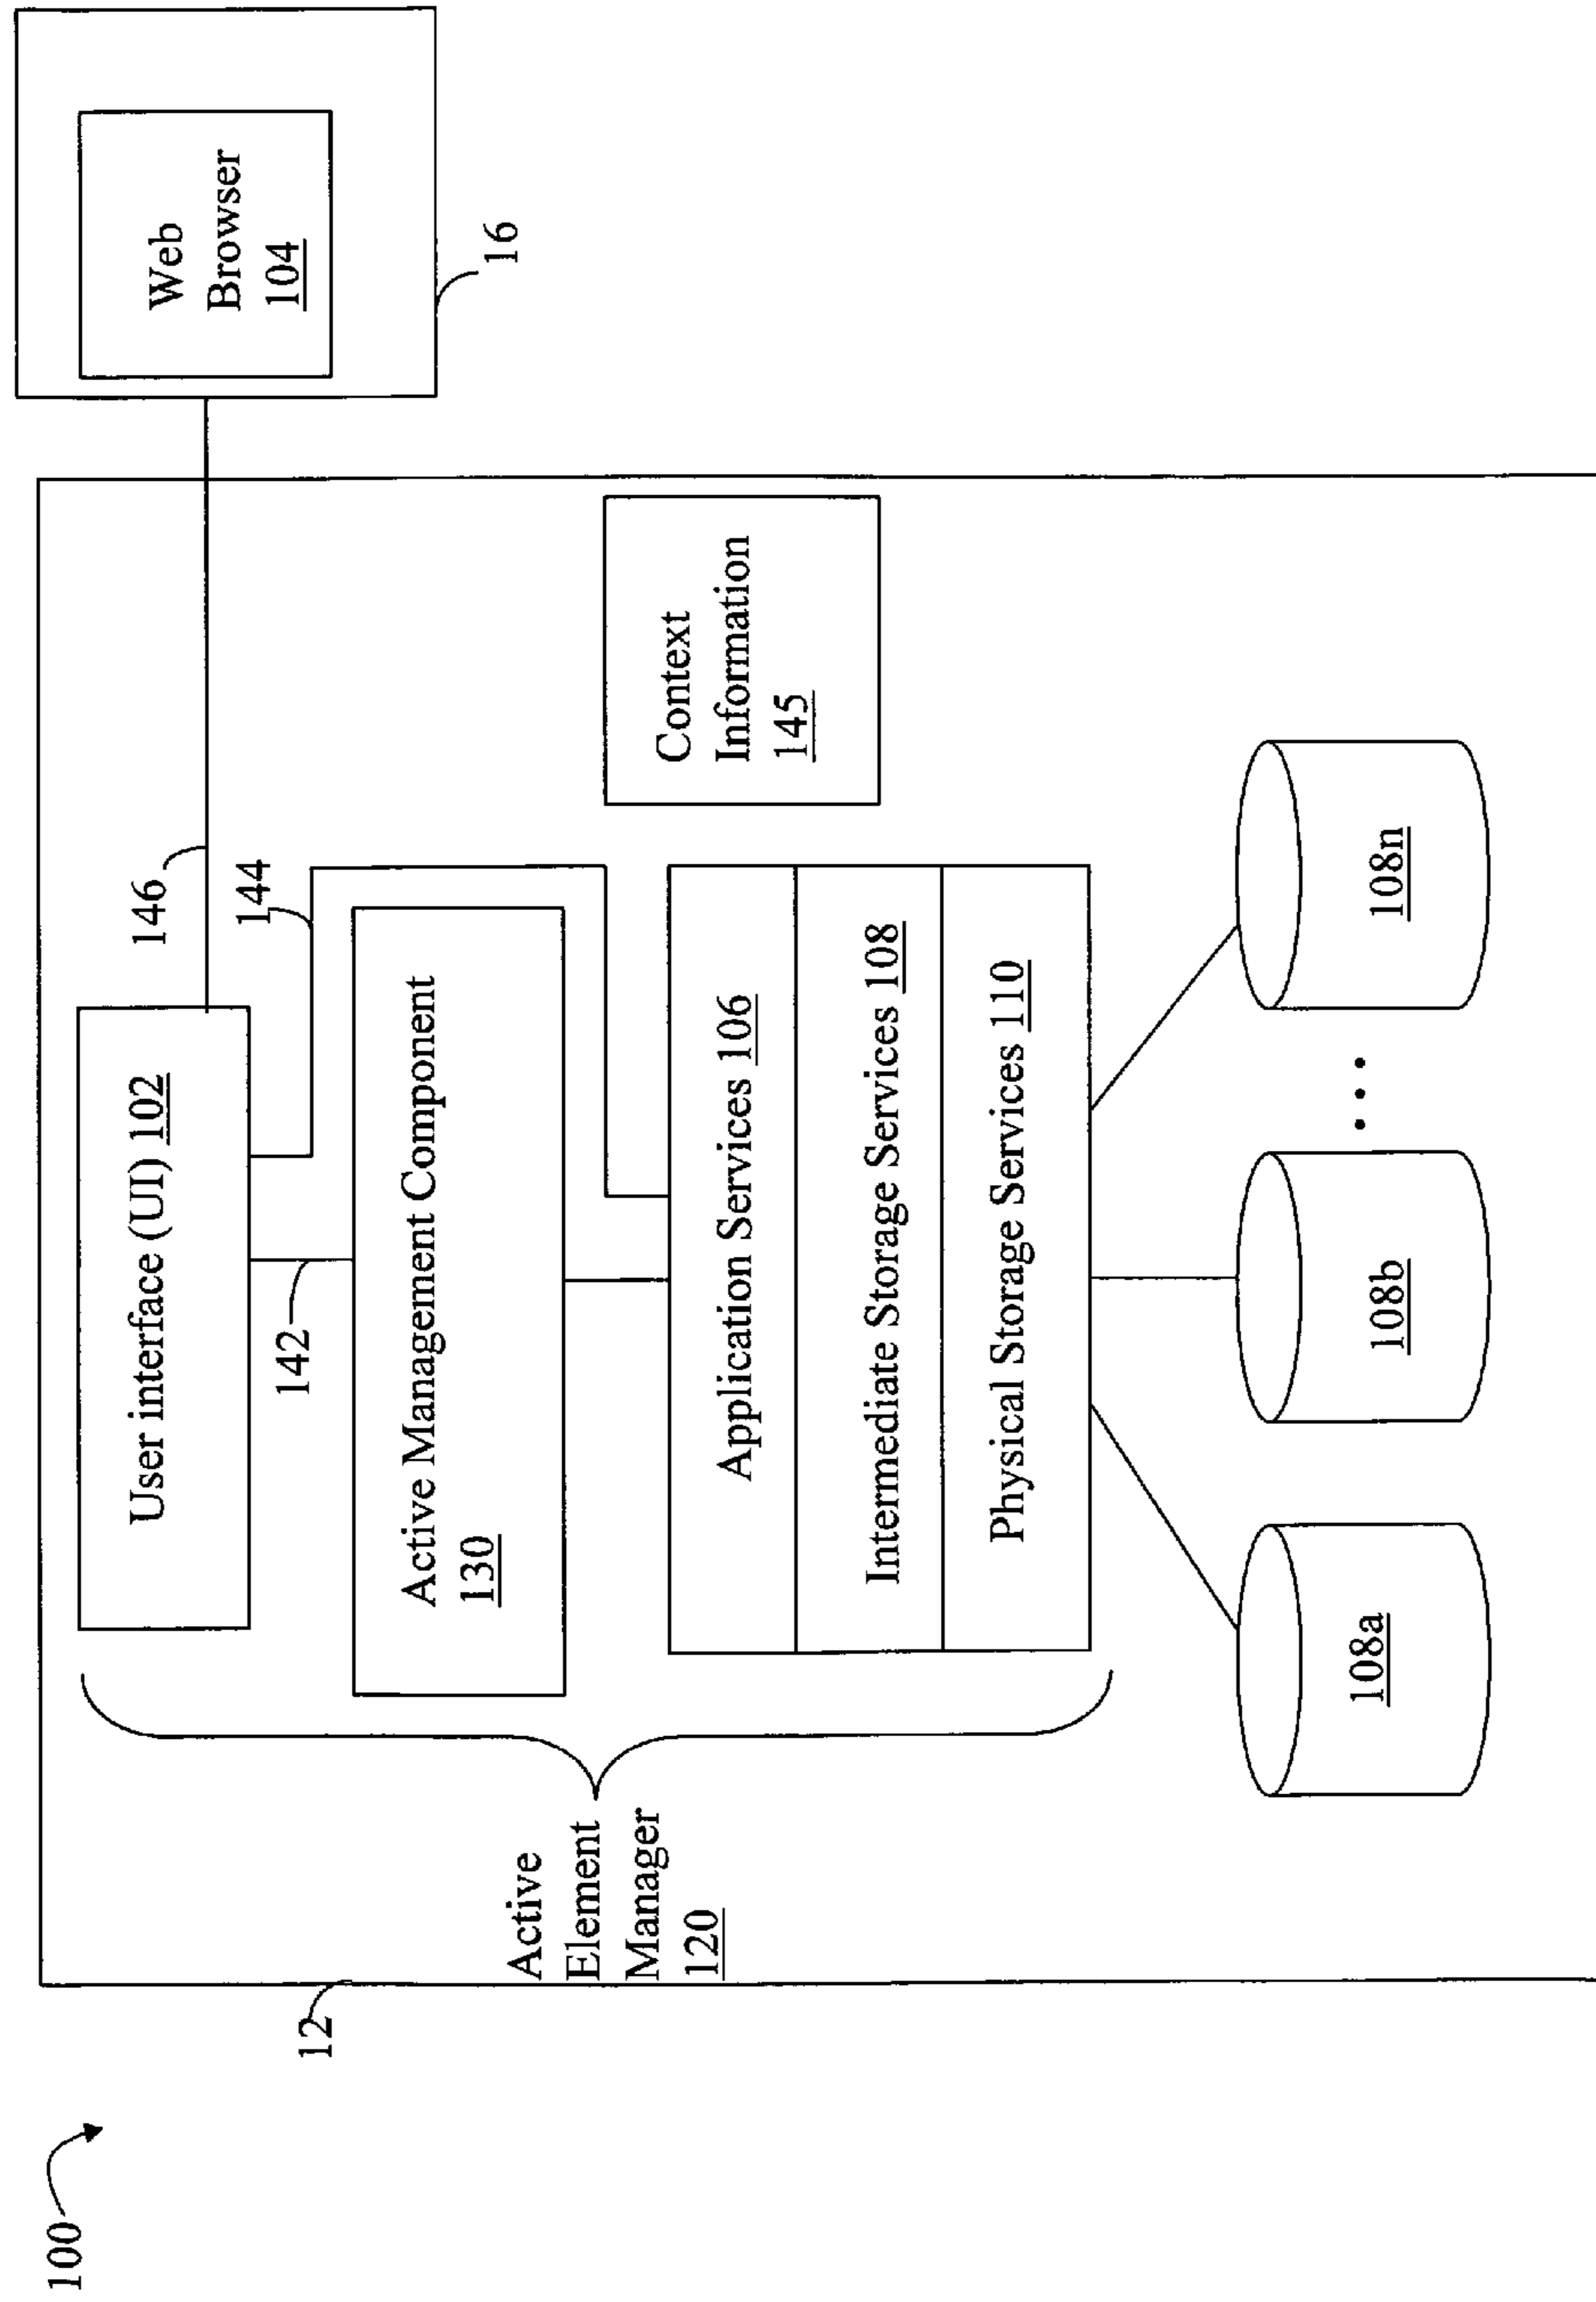 100
12
User interface (UI) 102
146
Web
Browser
104
16
142
144
Active Management Component
130
Active
Element
Manager
120
Context
Information
145
Application Services 106
Intermediate Storage Services 108
Physical Storage Services 110
108a
108b
...
108n